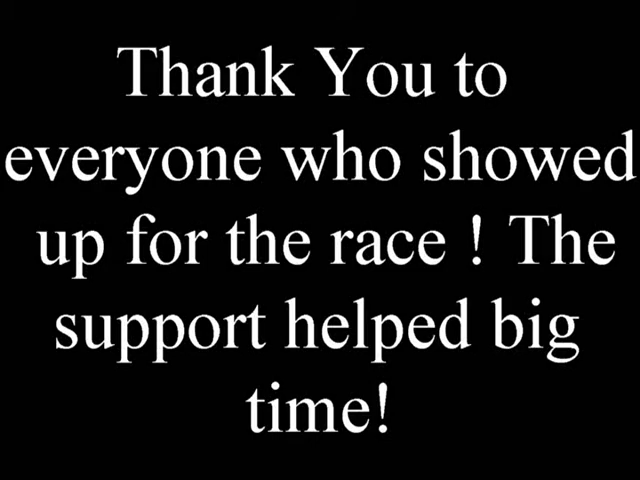 Thank You to
everyone who showed
up for the race ! The
support helped big
time!